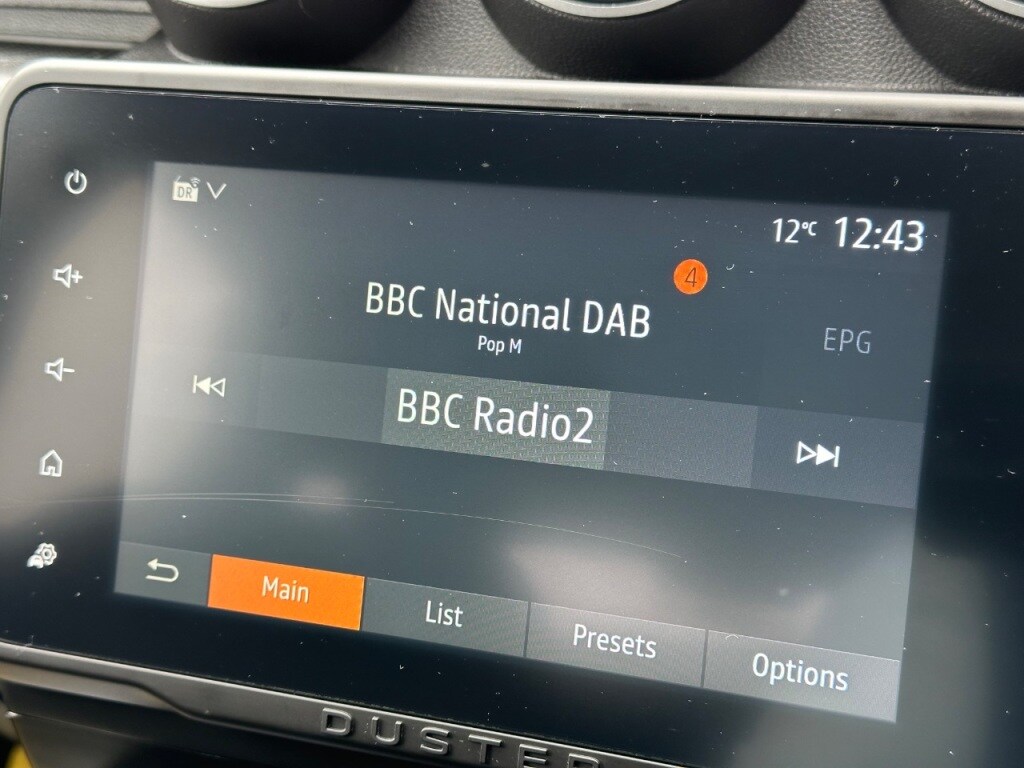 DR
12°C 12:43
4
BBC National DAB
Pop M
EPG
BBC Radio2
Main
List
Presets
Options
DUSTER